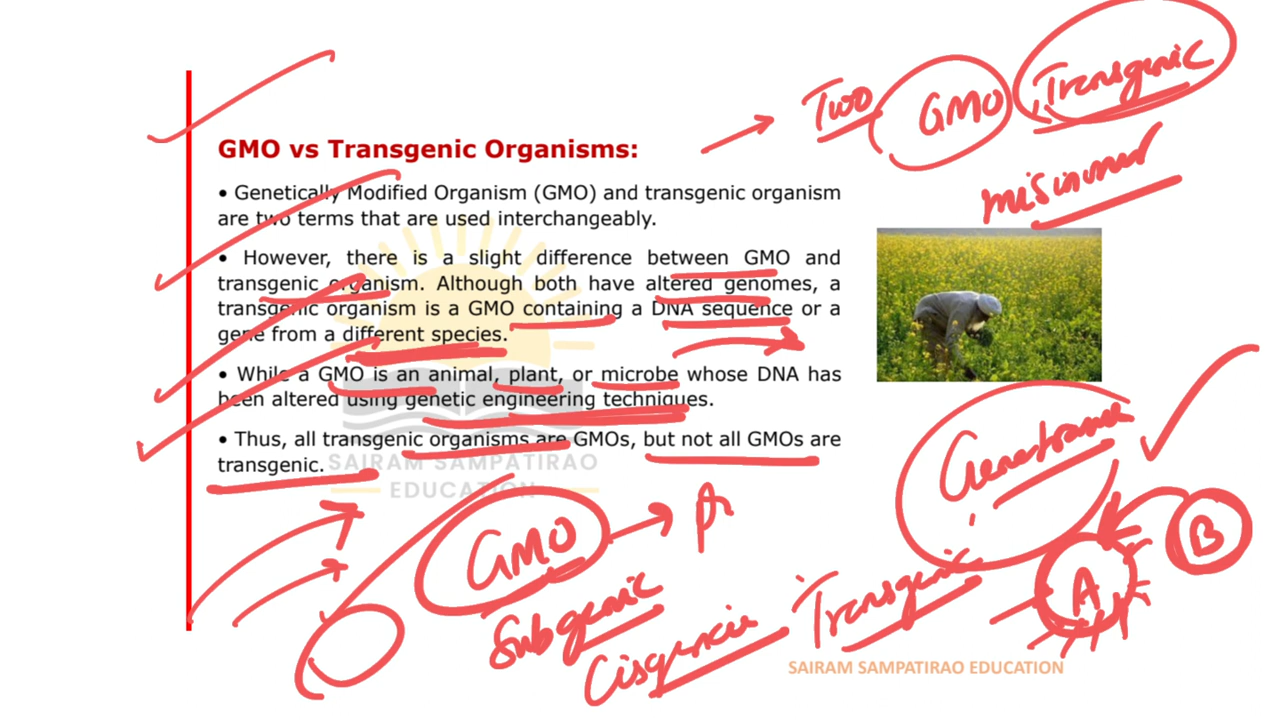 Two GMO Transgenic
GMO vs Transgenic Organisms:
• Genetically Modified Organism (GMO) and transgenic organism
are two terms that are used interchangeably.
• However, there is a slight difference between GMO and
transgenic organism. Although both have altered genomes, a
transgenic organism is a GMO containing a DNA sequence or a
gene from a different species.
• While a GMO is an animal, plant, or microbe whose DNA has
been altered using genetic engineering techniques.
• Thus, all transgenic organisms are GMOs, but not all GMOs are
transgenic.
SAIRAM SAMPATIRAO
EDUCATION
GMO
B
A
Subgenic
Cisgenic
Transgenic
SAIRAM SAMPATIRAO EDUCATION